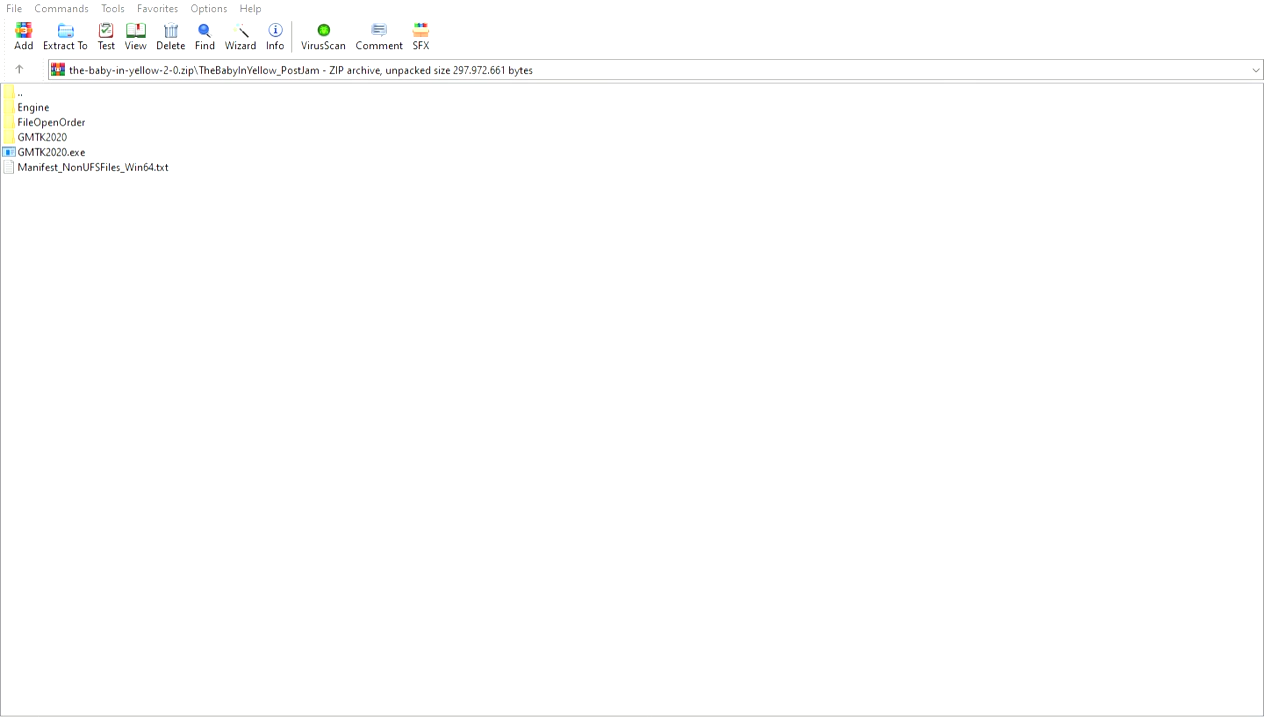 File Commands Tools Favorites Options Help
Add Extract To Test View Delete Find Wizard Info VirusScan Comment SFX
the-baby-in-yellow-2-0.zip\TheBabyInYellow_PostJam - ZIP archive, unpacked size 297.972.661 bytes
..
Engine
FileOpenOrder
GMTK2020
GMTK2020.exe
Manifest_NonUFSFiles_Win64.txt